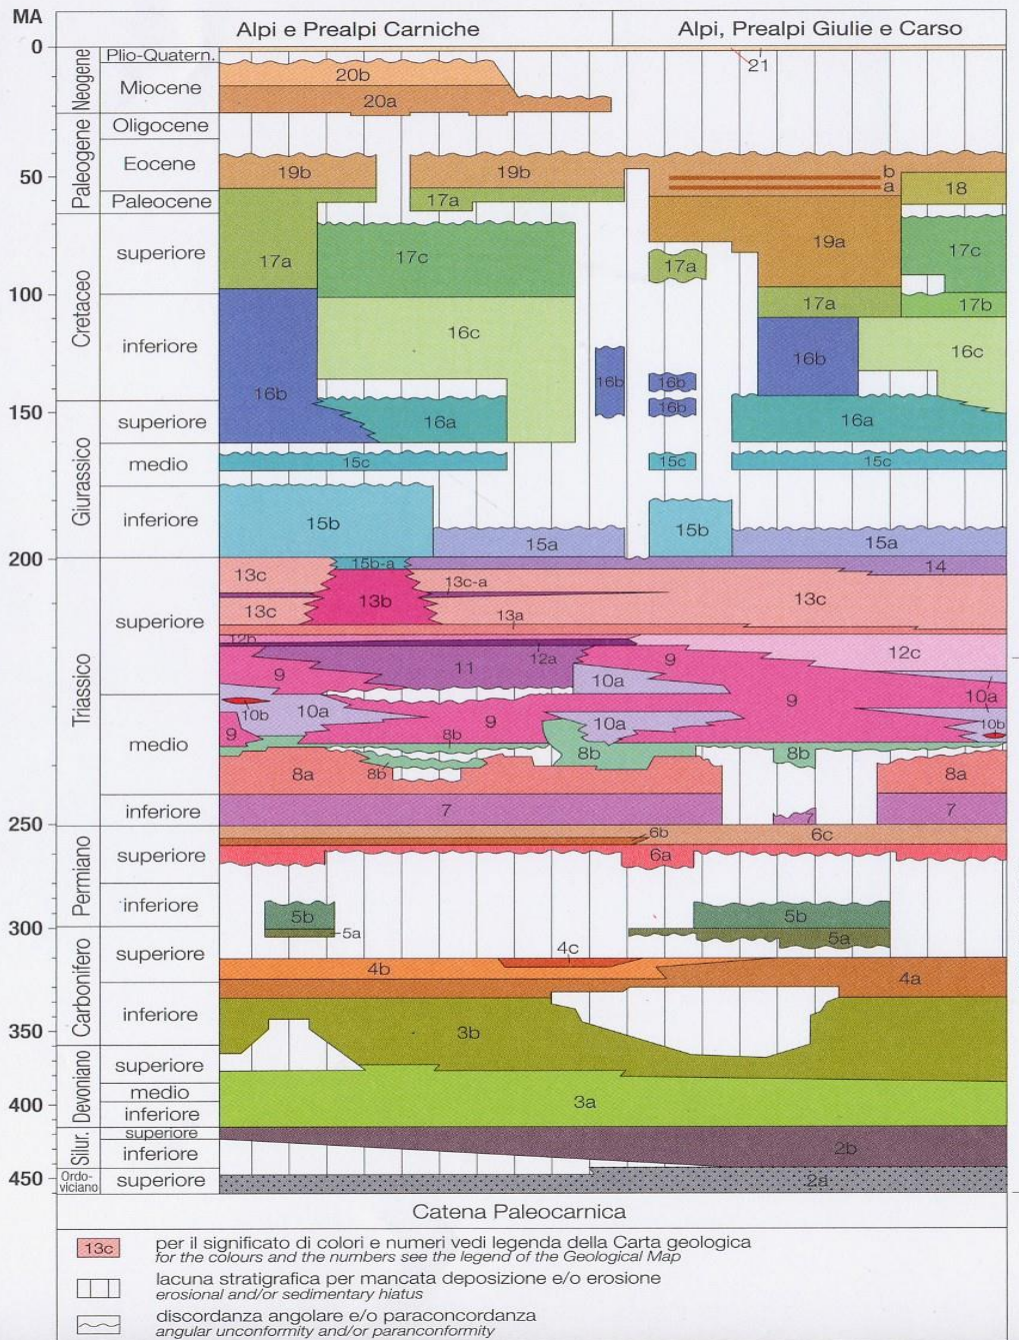 MA
Alpi e Prealpi Carniche
Alpi, Prealpi Giulie e Carso
0
Plio-Quatern.
21
Neogene
20b
Miocene
20a
Oligocene
Paleogene
Eocene
19b
19b
b
50
a
18
Paleocene
17a
superiore
17a
17c
17a
19a
17c
100
17a
17b
Cretaceo
inferiore
16c
16b
16c
16b
16b
16b
16b
150
superiore
16a
16a
medio
15c
15c
15c
Giurassico
inferiore
15b
15b
15a
15a
200
15b-a
14
13c
13c-a
13b
13c
13c
13a
superiore
12b
12a
12c
11
9
9
10a
10a
Triassico
10b
10a
9
9
10a
10b
9
medio
8b
8b
8b
8b
8a
8a
inferiore
7
7
7
250
6b
6c
superiore
6a
Permiano
inferiore
5b
5b
300
5a
5a
superiore
4c
4b
4a
Carbonifero
inferiore
3b
350
superiore
Devoniano
medio
400
3a
inferiore
superiore
Silur.
inferiore
2b
450
Ordo-
viciano
superiore
2a
Catena Paleocarnica
13c
per il significato di colori e numeri vedi legenda della Carta geologica
for the colours and the numbers see the legend of the Geological Map
lacuna stratigrafica per mancata deposizione e/o erosione
erosional and/or sedimentary hiatus
discordanza angolare e/o paraconcordanza
angular unconformity and/or paranconformity